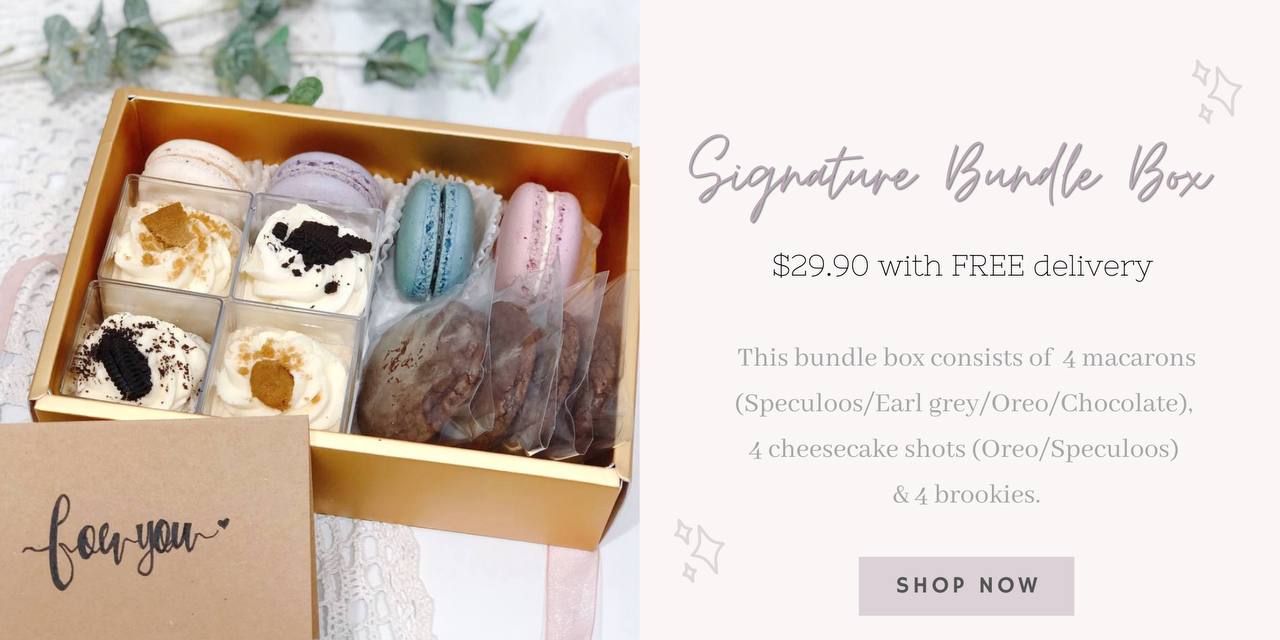 for you
Signature Bundle Box
$29.90 with FREE delivery
This bundle box consists of 4 macarons
(Speculoos/Earl grey/Oreo/Chocolate),
4 cheesecake shots (Oreo/Speculoos)
& 4 brookies.
SHOP NOW